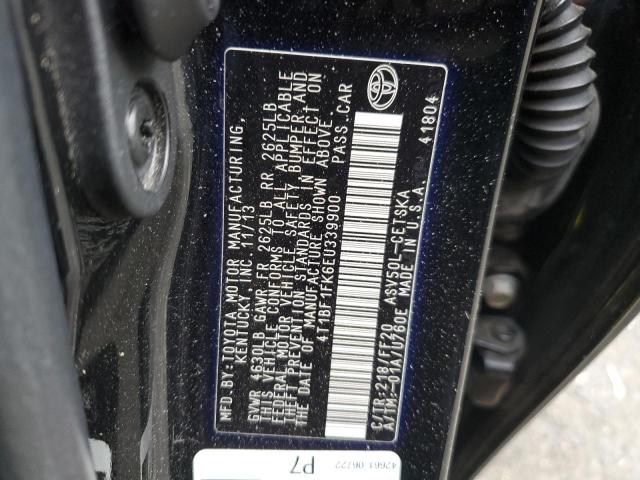 MFD. BY: TOYOTA MOTOR MANUFACTURING,
KENTUCKY, INC. 11/13
GVWR 4630LB GAWR FR 2625LB RR 2625LB
THIS VEHICLE CONFORMS TO ALL APPLICABLE
FEDERAL MOTOR VEHICLE SAFETY, BUMPER, AND
THEFT PREVENTION STANDARDS IN EFFECT ON
THE DATE OF MANUFACTURE SHOWN ABOVE.
4T1BF1FK6EU339900 PASS. CAR
C/TR:218/FF20 ASV50L-CETSKA
A/TM:-01A/U760E MADE IN U.S.A. 41804
42661-06722
P7